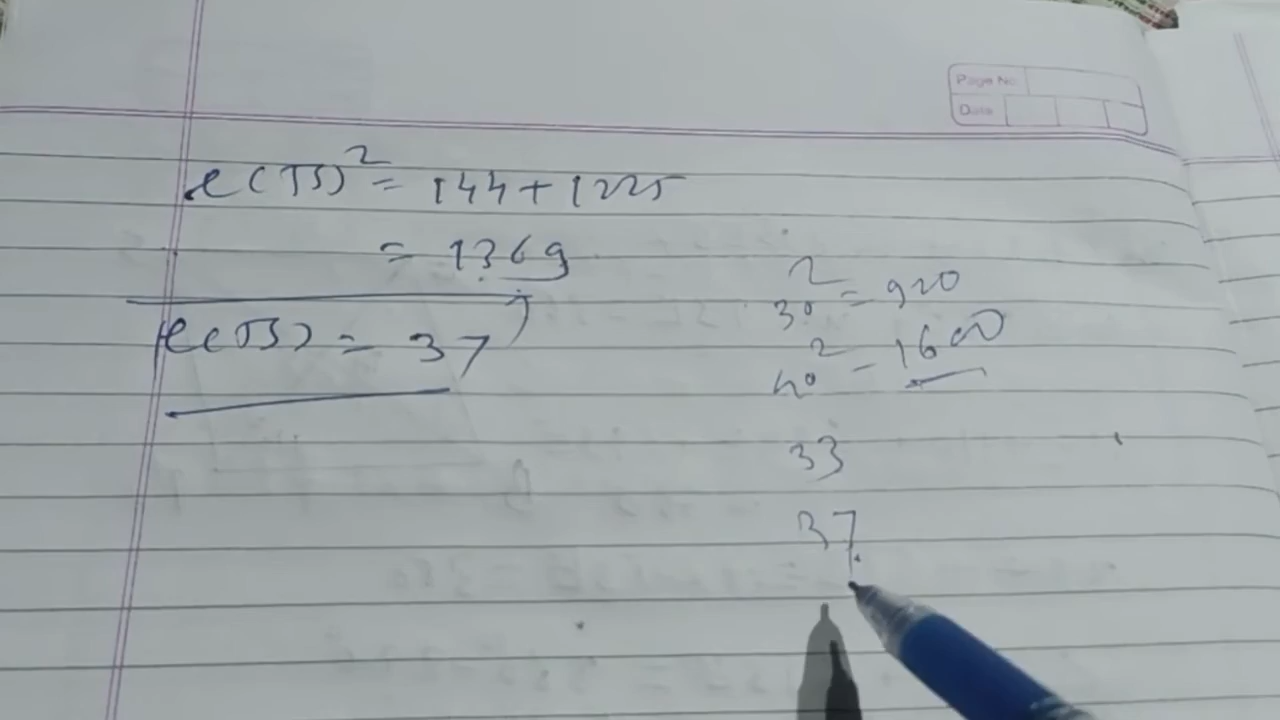 Page No
Date
l(TS)² = 144 + 1225
= 1369
l(TS) = 37
30² = 900
40² = 1600
33
37